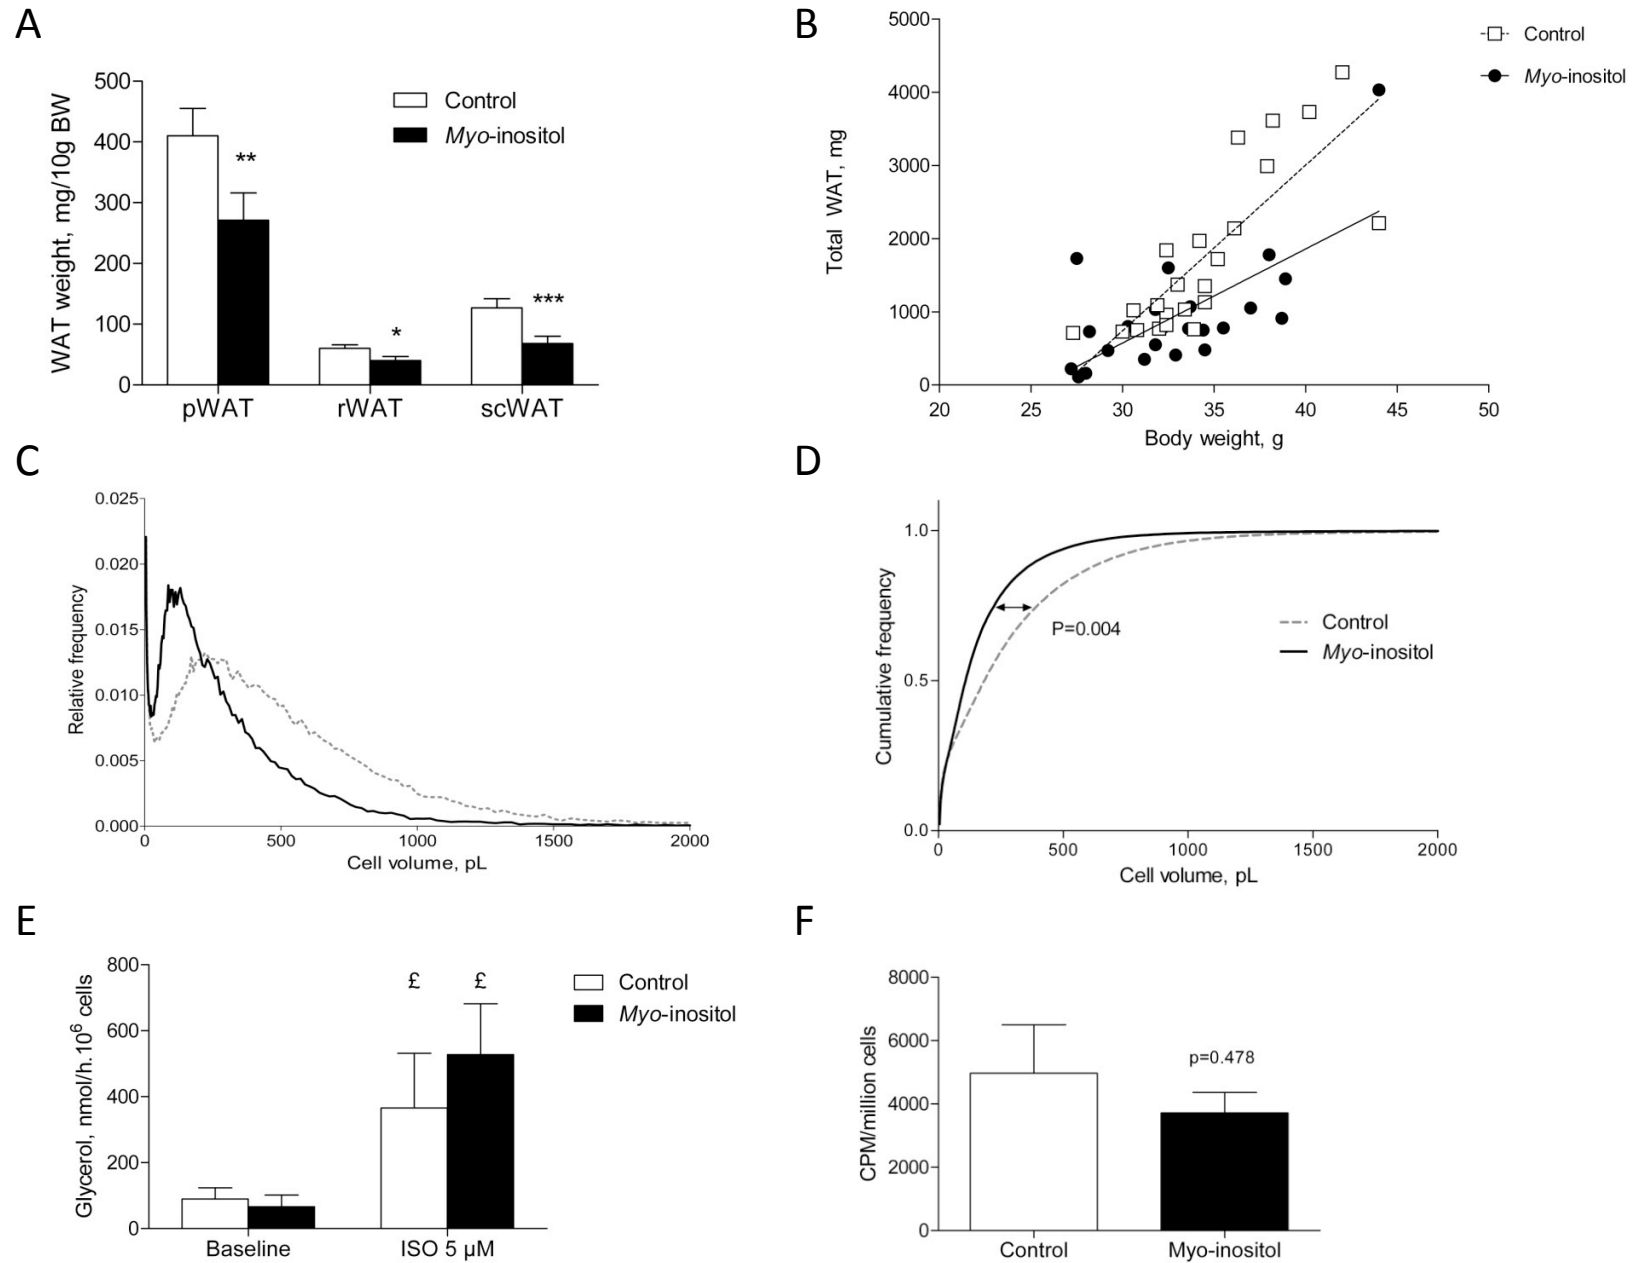 A
WAT weight, mg/10g BW
500
400
300
200
100
0
Control
Myo-inositol
**
*
***
pWAT rWAT scWAT
B
Total WAT, mg
5000
4000
3000
2000
1000
0
Control
Myo-inositol
20 25 30 35 40 45 50
Body weight, g
C
Relative frequency
0.025
0.020
0.015
0.010
0.005
0.000
0 500 1000 1500 2000
Cell volume, pL
D
Cumulative frequency
1.0
0.5
0.0
P=0.004
Control
Myo-inositol
0 500 1000 1500 2000
Cell volume, pL
E
Glycerol, nmol/h.10⁶ cells
800
600
400
200
0
£ £
Control
Myo-inositol
Baseline ISO 5 µM
F
CPM/million cells
8000
6000
4000
2000
0
p=0.478
Control Myo-inositol